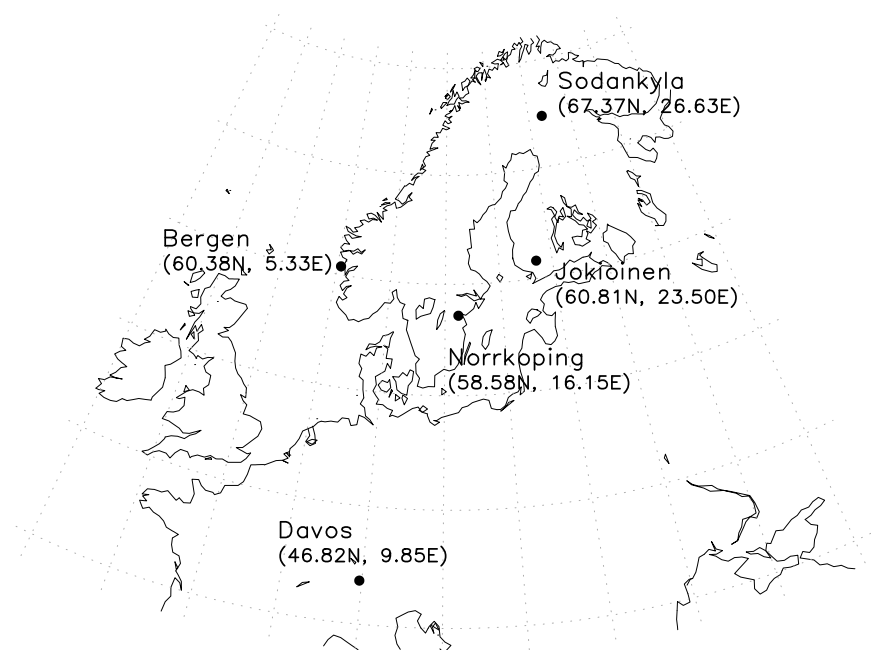 Sodankyla
(67.37N, 26.63E)
Bergen
(60.38N, 5.33E)
Jokioinen
(60.81N, 23.50E)
Norrkoping
(58.58N, 16.15E)
Davos
(46.82N, 9.85E)